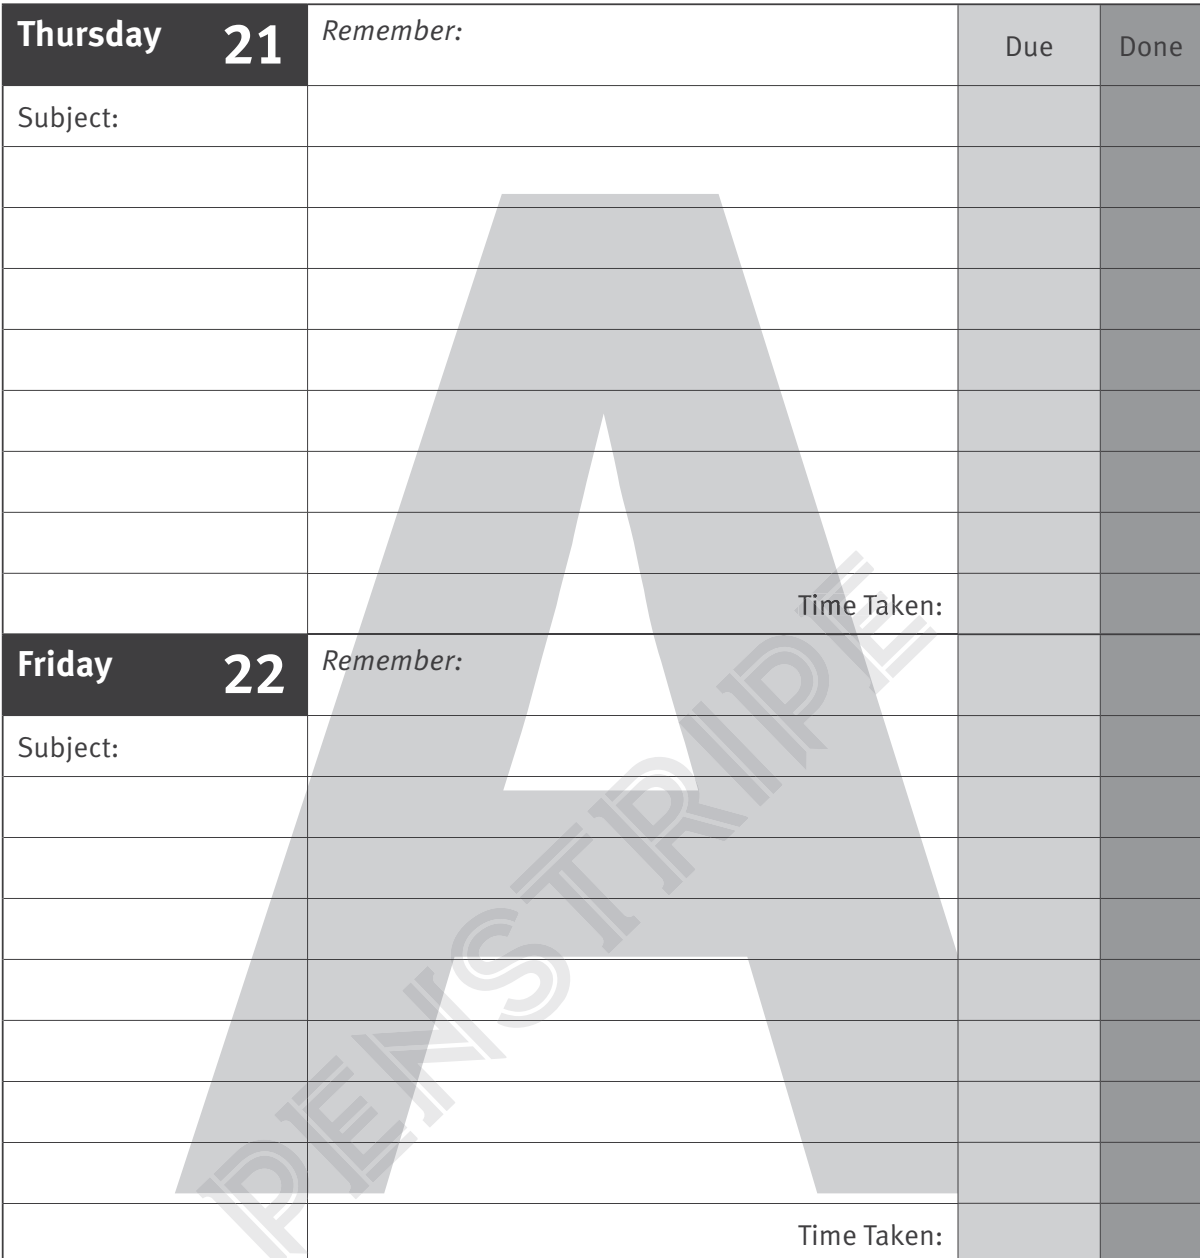 Thursday 21 Remember: Due Done
Subject:
Time Taken:
Friday 22 Remember:
Subject:
Time Taken:
A
PENSTRIPE